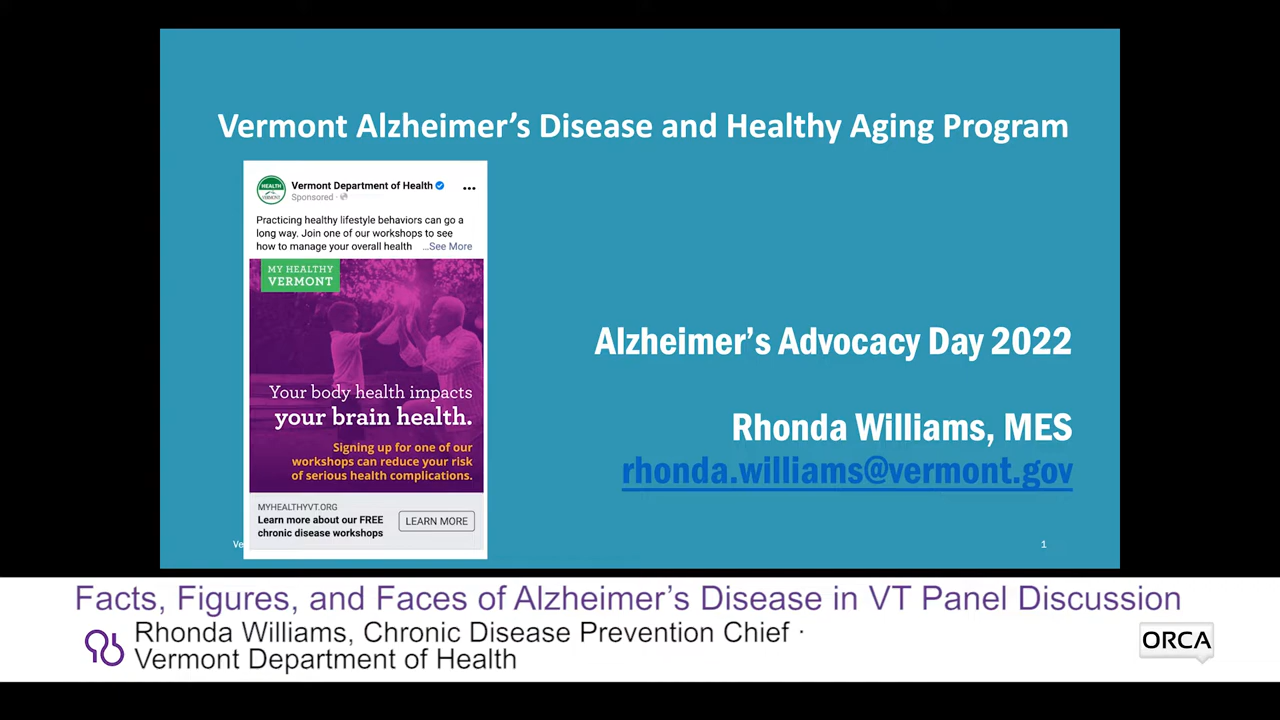 Vermont Alzheimer's Disease and Healthy Aging Program
HEALTH
VERMONT
Vermont Department of Health
Sponsored ·
Practicing healthy lifestyle behaviors can go a
long way. Join one of our workshops to see
how to manage your overall health ...See More
MY HEALTHY
VERMONT
Your body health impacts
your brain health.
Signing up for one of our
workshops can reduce your risk
of serious health complications.
MYHEALTHYVT.ORG
Learn more about our FREE
chronic disease workshops
LEARN MORE
Alzheimer's Advocacy Day 2022
Rhonda Williams, MES
rhonda.williams@vermont.gov
Ve
1
Facts, Figures, and Faces of Alzheimer's Disease in VT Panel Discussion
Rhonda Williams, Chronic Disease Prevention Chief ·
Vermont Department of Health
ORCA